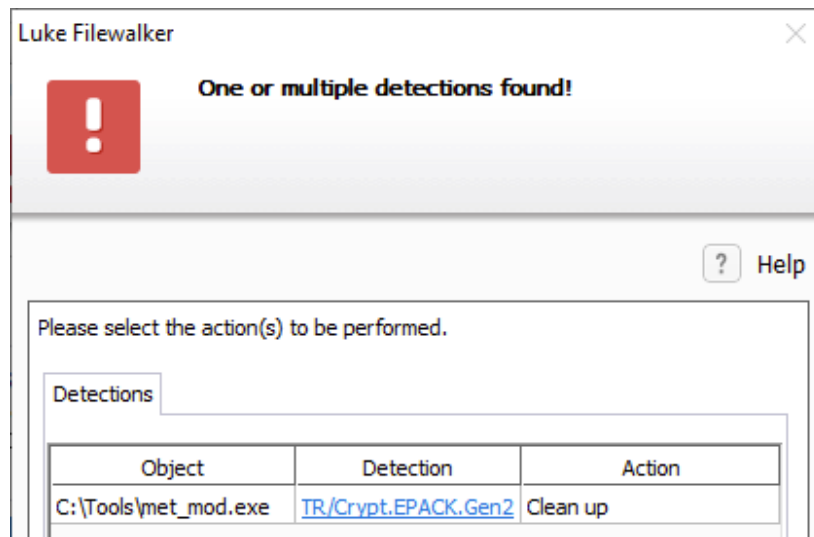 Luke Filewalker
One or multiple detections found!
Help
Please select the action(s) to be performed.
Detections
Object Detection Action
C:\Tools\met_mod.exe TR/Crypt.EPACK.Gen2 Clean up